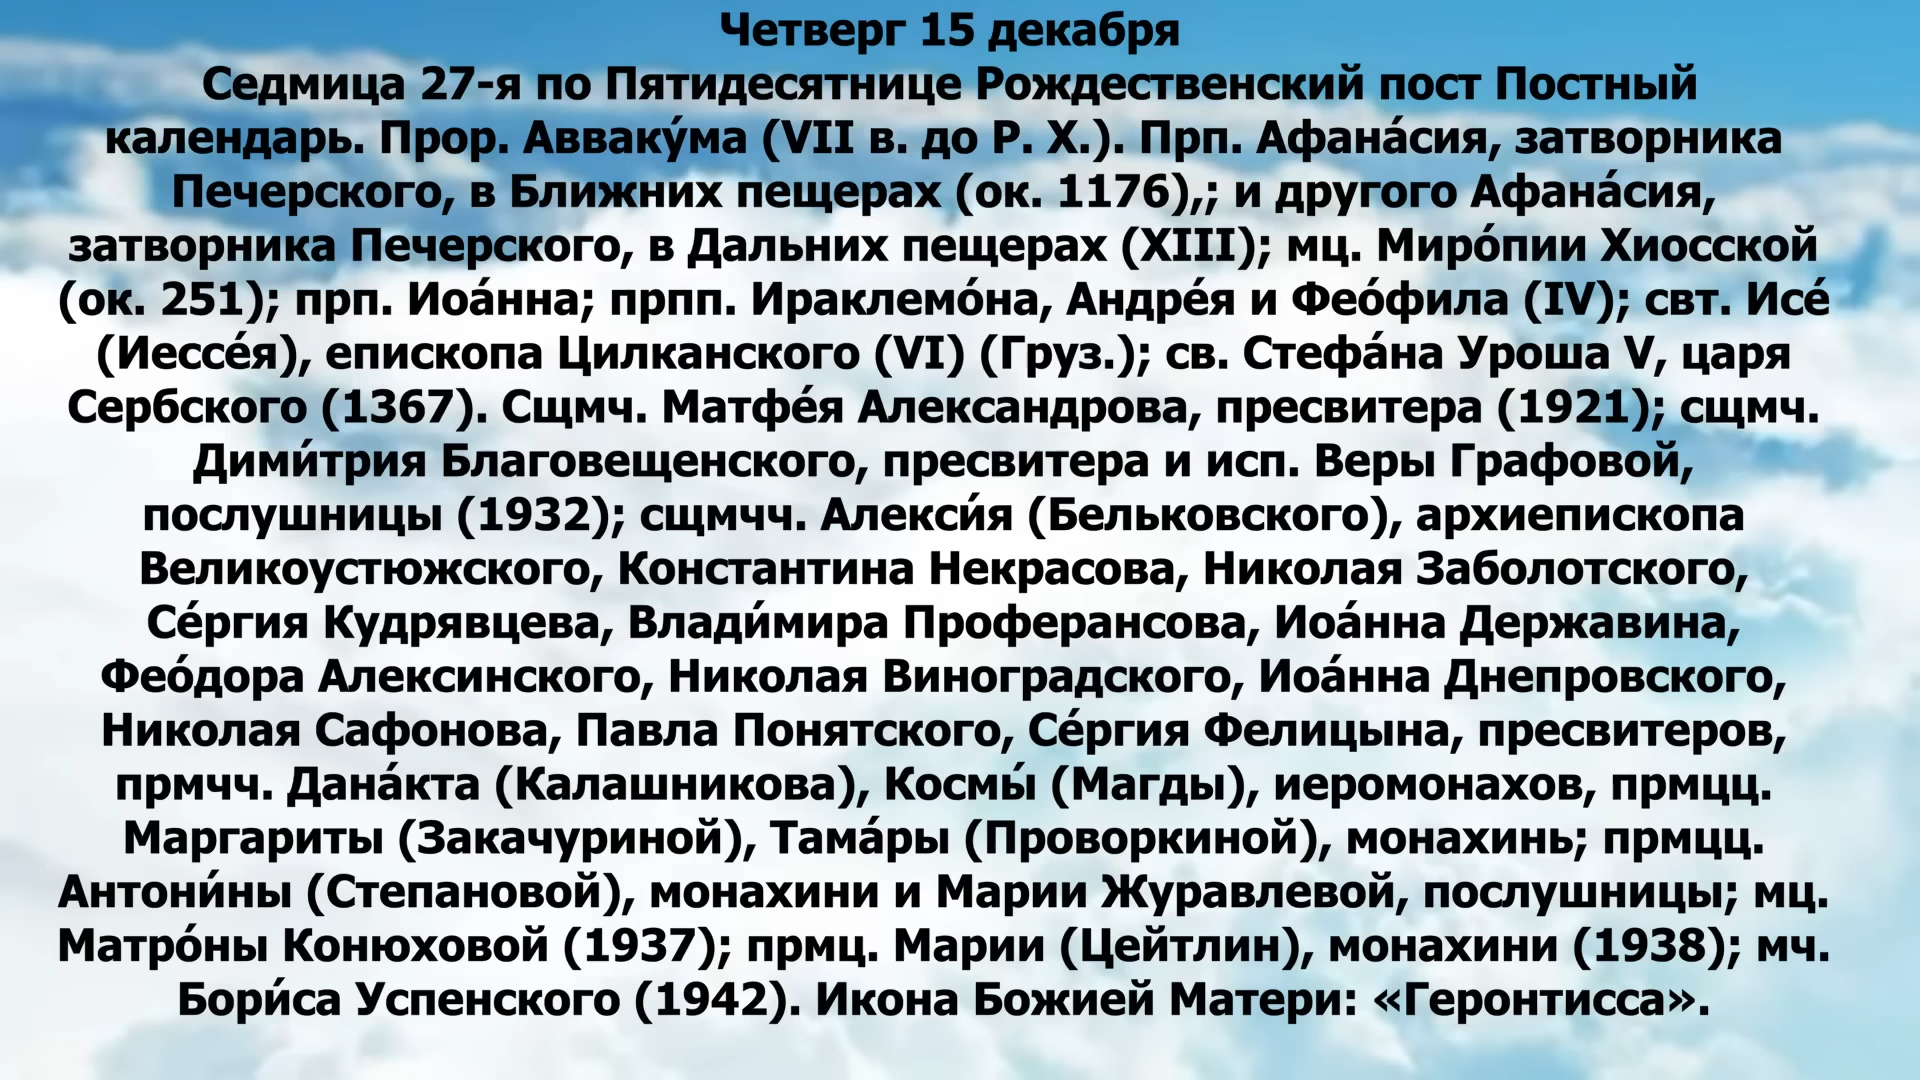 Четверг 15 декабря
Седмица 27-я по Пятидесятнице Рождественский пост Постный
календарь. Прор. Авваку́ма (VII в. до Р. Х.). Прп. Афана́сия, затворника
Печерского, в Ближних пещерах (ок. 1176),; и другого Афана́сия,
затворника Печерского, в Дальних пещерах (XIII); мц. Миро́пии Хиосской
(ок. 251); прп. Иоа́нна; прпп. Ираклемо́на, Андре́я и Фео́фила (IV); свт. Исе́
(Иессе́я), епископа Цилканского (VI) (Груз.); св. Стефа́на Уроша V, царя
Сербского (1367). Сщмч. Матфе́я Александрова, пресвитера (1921); сщмч.
Дими́трия Благовещенского, пресвитера и исп. Веры Графовой,
послушницы (1932); сщмчч. Алекси́я (Бельковского), архиепископа
Великоустюжского, Константина Некрасова, Николая Заболотского,
Се́ргия Кудрявцева, Влади́мира Проферансова, Иоа́нна Державина,
Фео́дора Алексинского, Николая Виноградского, Иоа́нна Днепровского,
Николая Сафонова, Павла Понятского, Се́ргия Фелицына, пресвитеров,
прмчч. Дана́кта (Калашникова), Космы́ (Магды), иеромонахов, прмцц.
Маргариты (Закачуриной), Тама́ры (Проворкиной), монахинь; прмцц.
Антони́ны (Степановой), монахини и Марии Журавлевой, послушницы; мц.
Матро́ны Конюховой (1937); прмц. Марии (Цейтлин), монахини (1938); мч.
Бори́са Успенского (1942). Икона Божией Матери: «Геронтисса».